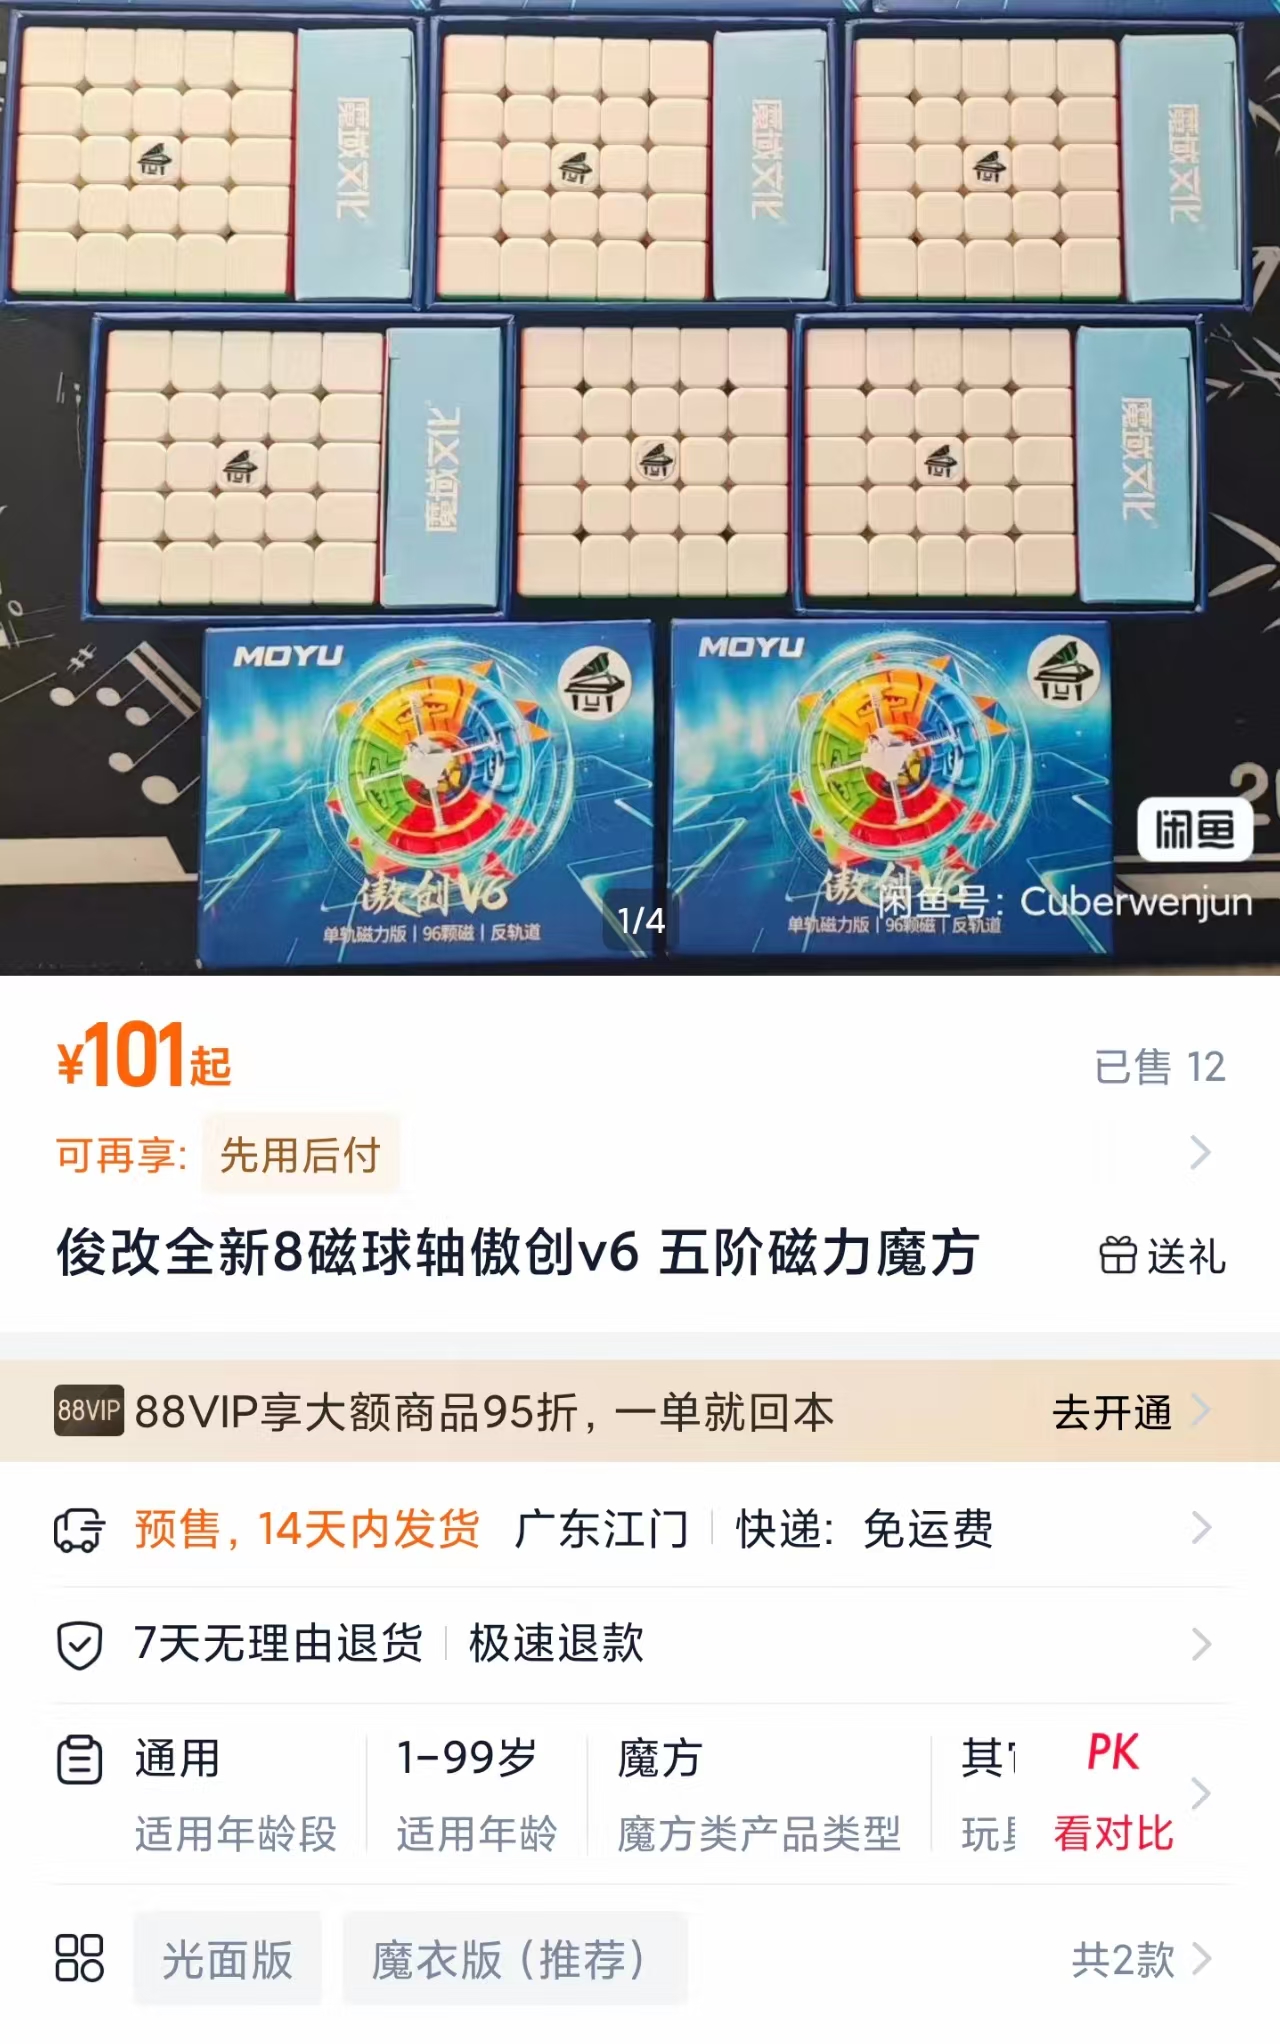 魔域文化
魔域文化
魔域文化
魔域文化
魔域文化
MOYU
MOYU
傲创V6
傲创V6
单轨磁力版 | 96颗磁 | 反轨道
单轨磁力版 | 96颗磁 | 反轨道
闲鱼
闲鱼号：Cuberwenjun
1/4
¥101起
已售 12
可再享: 先用后付
俊改全新8磁球轴傲创v6 五阶磁力魔方
送礼
88VIP 88VIP享大额商品95折，一单就回本 去开通
预售，14天内发货 广东江门 | 快递：免运费
7天无理由退货 | 极速退款
通用 1-99岁 魔方 PK
适用年龄段 适用年龄 魔方类产品类型 看对比
光面版 魔衣版（推荐） 共2款